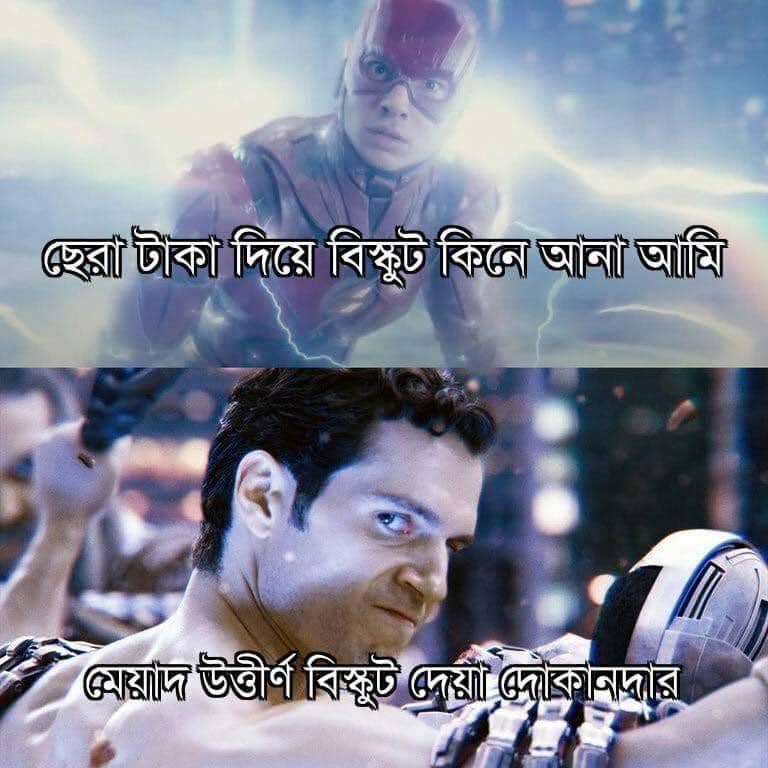 ছেরা টাকা দিয়ে বিস্কুট কিনে আনা আমি
মেয়াদ উত্তীর্ণ বিস্কুট দেয়া দোকানদার